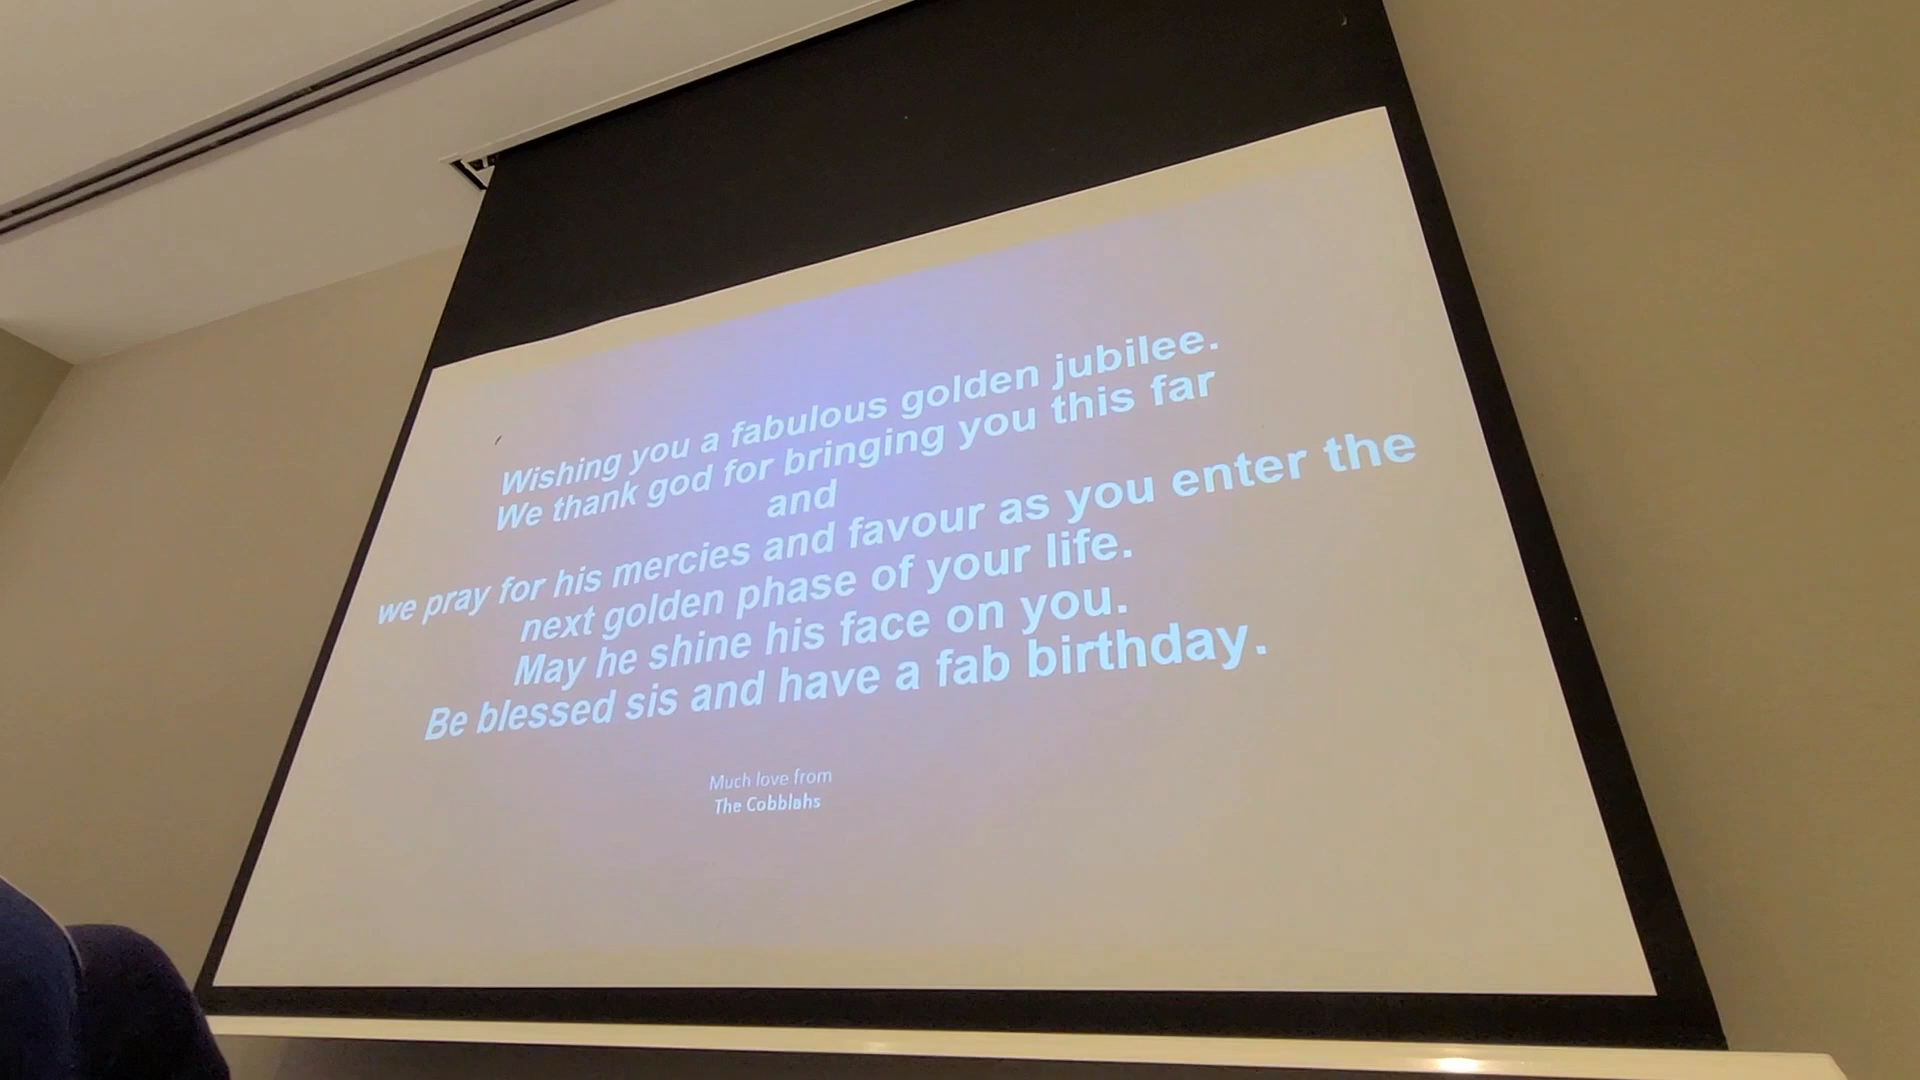 Wishing you a fabulous golden jubilee.
We thank god for bringing you this far
and
we pray for his mercies and favour as you enter the
next golden phase of your life.
May he shine his face on you.
Be blessed sis and have a fab birthday.
Much love from
The Cobblahs